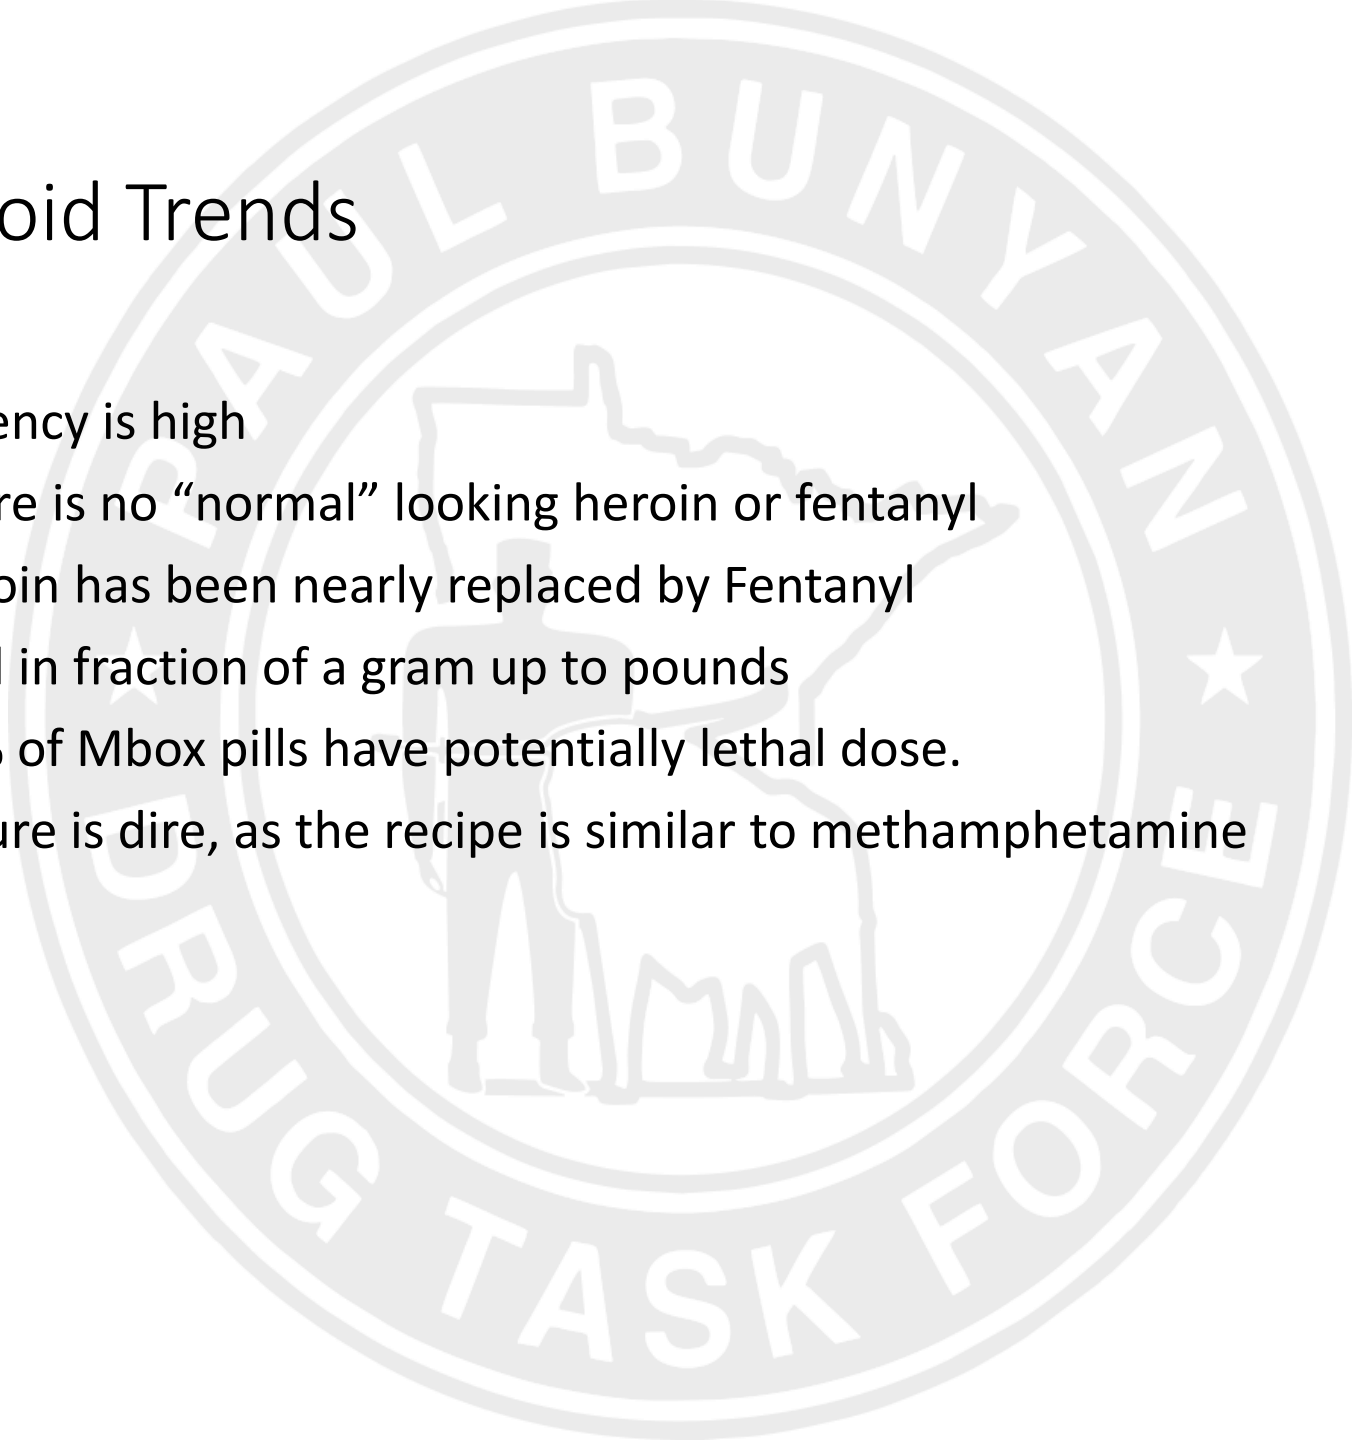 oid Trends
ency is high
re is no “normal” looking heroin or fentanyl
oin has been nearly replaced by Fentanyl
in fraction of a gram up to pounds
of Mbox pills have potentially lethal dose.
ure is dire, as the recipe is similar to methamphetamine
PAUL BUNYAN
DRUG TASK FORCE